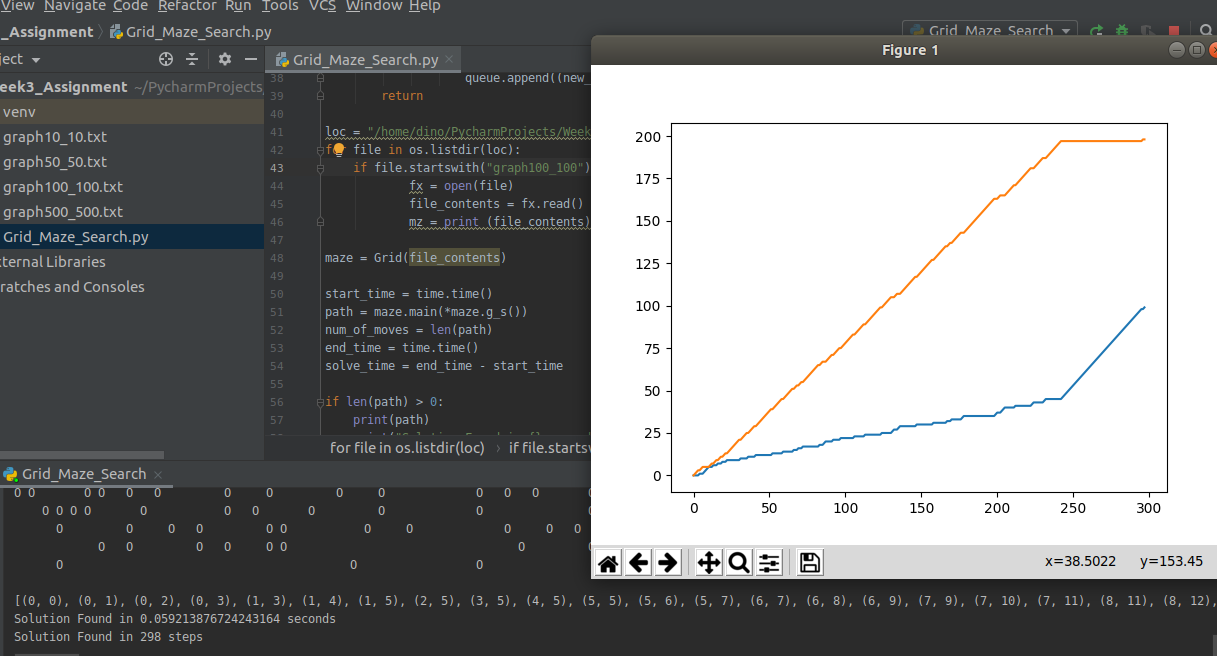 View Navigate Code Refactor Run Tools VCS Window Help
_Assignment Grid_Maze_Search.py
Grid_Maze_Search
Figure 1
ject
Grid_Maze_Search.py
eek3_Assignment ~/PycharmProjects
venv
graph10_10.txt
graph50_50.txt
graph100_100.txt
graph500_500.txt
Grid_Maze_Search.py
ternal Libraries
ratches and Consoles
38 queue.append((new_
39 return
40
41 loc = "/home/dino/PycharmProjects/Week
42 for file in os.listdir(loc):
43 if file.startswith("graph100_100")
44 fx = open(file)
45 file_contents = fx.read()
46 mz = print (file_contents)
47
48 maze = Grid(file_contents)
49
50 start_time = time.time()
51 path = maze.main(*maze.g_s())
52 num_of_moves = len(path)
53 end_time = time.time()
54 solve_time = end_time - start_time
55
56 if len(path) > 0:
57 print(path)
for file in os.listdir(loc) › if file.starts
200
175
150
125
100
75
50
25
0
0 50 100 150 200 250 300
x=38.5022 y=153.45
Grid_Maze_Search
0 0 0 0 0 0 0 0 0 0 0 0 0 0
0 0 0 0 0 0 0 0 0 0 0
0 0 0 0 0 0 0 0 0 0 0
0 0 0 0 0 0 0
0 0 0
[(0, 0), (0, 1), (0, 2), (0, 3), (1, 3), (1, 4), (1, 5), (2, 5), (3, 5), (4, 5), (5, 5), (5, 6), (5, 7), (6, 7), (6, 8), (6, 9), (7, 9), (7, 10), (7, 11), (8, 11), (8, 12),
Solution Found in 0.059213876724243164 seconds
Solution Found in 298 steps